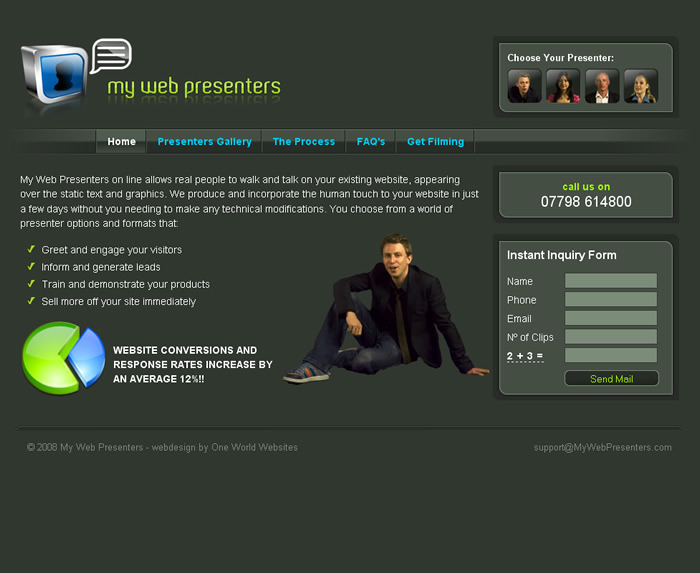 my web presenters
Choose Your Presenter:
Home
Presenters Gallery
The Process
FAQ's
Get Filming
My Web Presenters on line allows real people to walk and talk on your existing website, appearing
over the static text and graphics. We produce and incorporate the human touch to your website in just
a few days without you needing to make any technical modifications. You choose from a world of
presenter options and formats that:
Greet and engage your visitors
Inform and generate leads
Train and demonstrate your products
Sell more off your site immediately
WEBSITE CONVERSIONS AND
RESPONSE RATES INCREASE BY
AN AVERAGE 12%!!
call us on
07798 614800
Instant Inquiry Form
Name
Phone
Email
Nº of Clips
2 + 3 =
Send Mail
© 2008 My Web Presenters - webdesign by One World Websites
support@MyWebPresenters.com